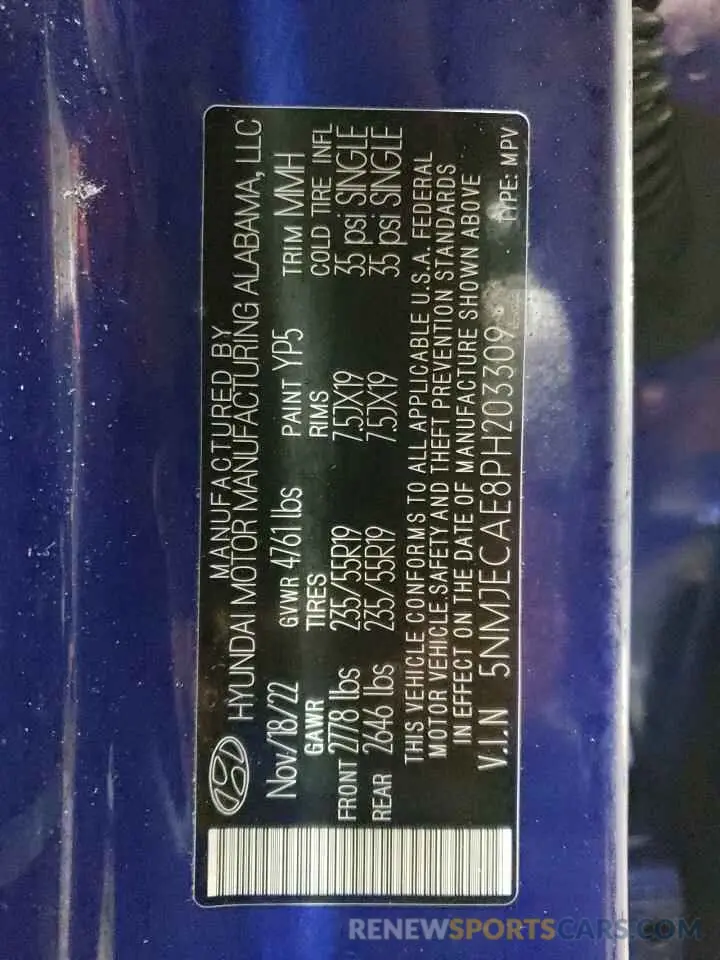 MANUFACTURED BY
HYUNDAI MOTOR MANUFACTURING ALABAMA, LLC
Nov/18/22 GVWR 4761 lbs PAINT YP5 TRIM MMH
GAWR TIRES RIMS COLD TIRE INFL
FRONT 2778 lbs 235/55R19 7.5JX19 35 psi SINGLE
REAR 2646 lbs 235/55R19 7.5JX19 35 psi SINGLE
THIS VEHICLE CONFORMS TO ALL APPLICABLE U.S.A. FEDERAL
MOTOR VEHICLE SAFETY AND THEFT PREVENTION STANDARDS
IN EFFECT ON THE DATE OF MANUFACTURE SHOWN ABOVE
V.I.N 5NMJECAE8PH203309 TYPE: MPV
RENEWSPORTSCARS.COM